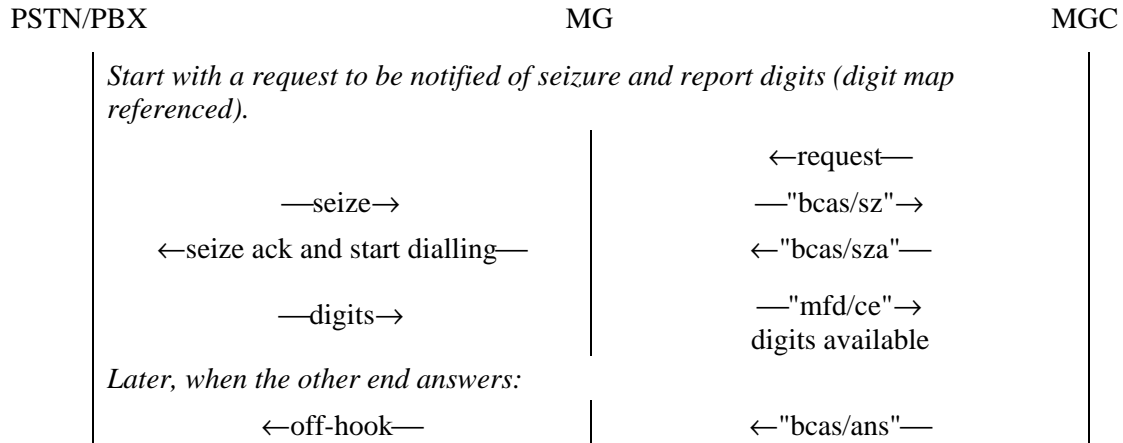 PSTN/PBX MG MGC
Start with a request to be notified of seizure and report digits (digit map
referenced).
←request—
—seize→ —"bcas/sz"→
←seize ack and start dialling— ←"bcas/sza"—
—digits→ —"mfd/ce"→
digits available
Later, when the other end answers:
←off-hook— ←"bcas/ans"—